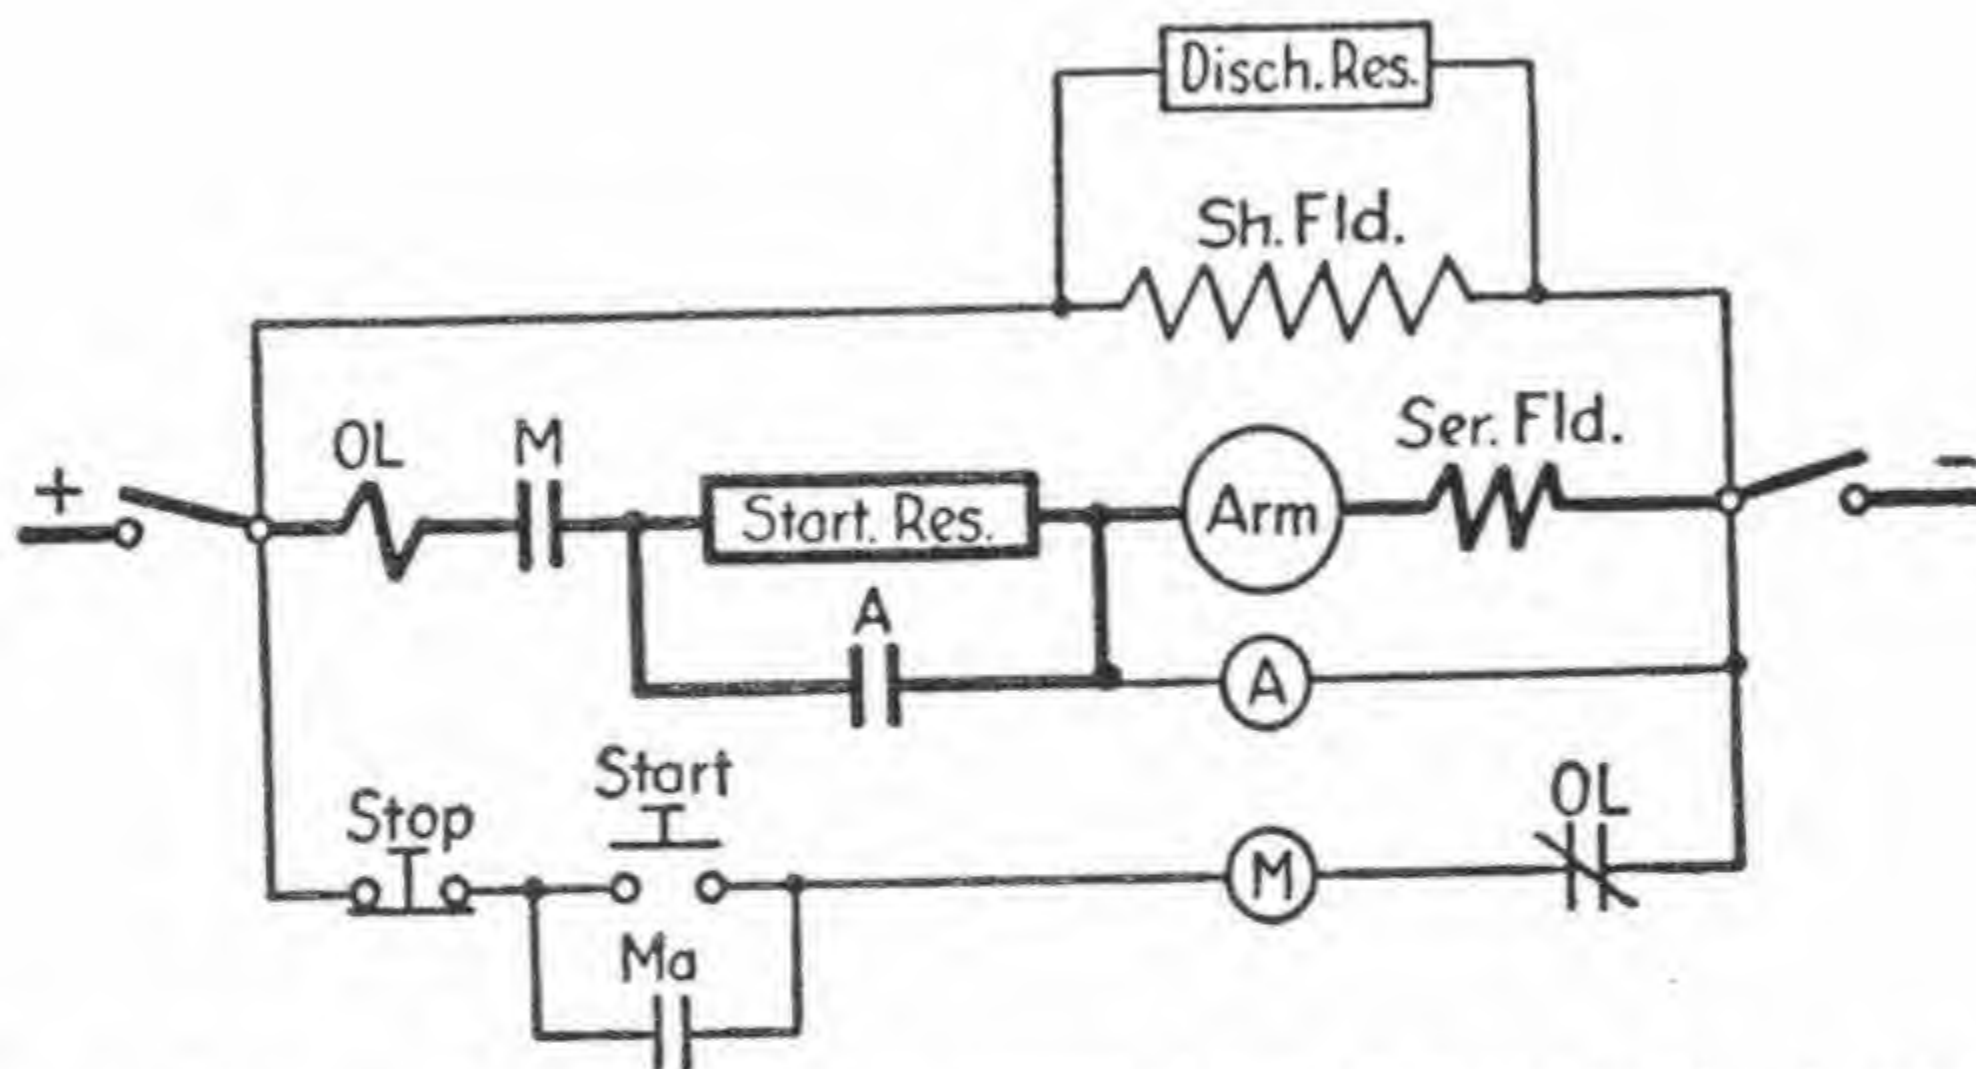 Disch. Res.
Sh. Fld.
OL
M
Ser. Fld.
+
−
Start. Res.
Arm
A
A
Start
OL
Stop
M
Ma